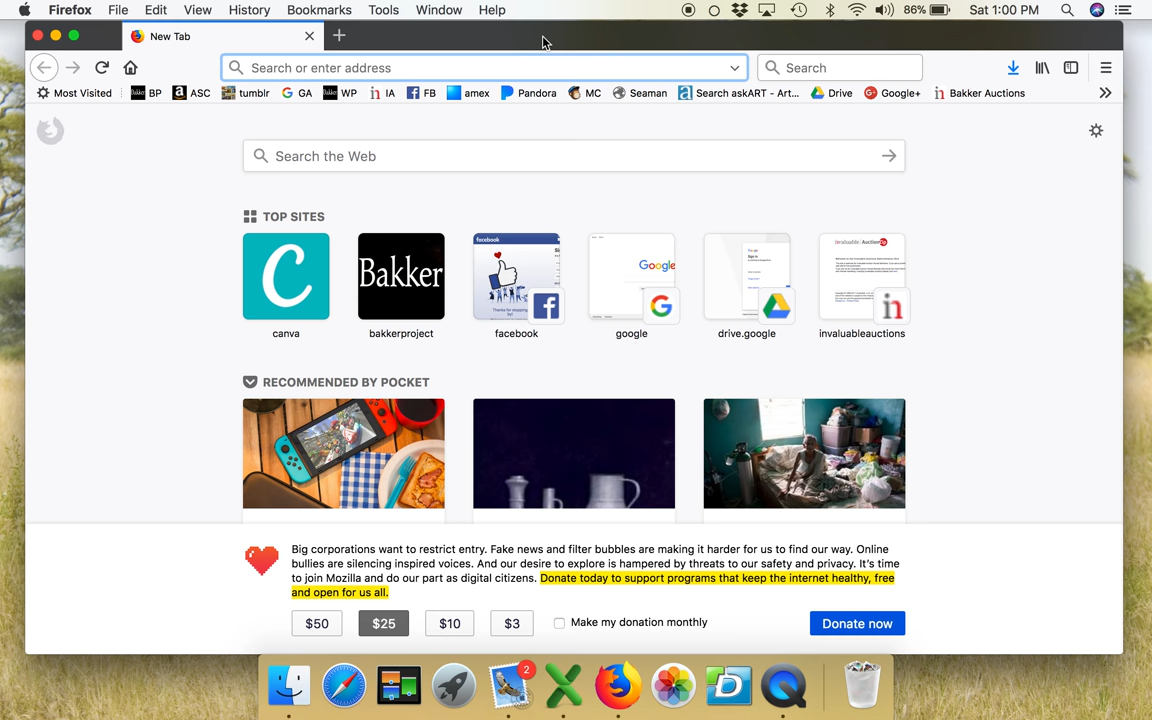 Firefox File Edit View History Bookmarks Tools Window Help 86% Sat 1:00 PM
New Tab
Search or enter address Search
Most Visited BP ASC tumblr GA WP IA FB amex Pandora MC Seaman Search askART - Art... Drive Google+ Bakker Auctions
Search the Web
TOP SITES
Bakker
facebook
Google
canva bakkerproject facebook google drive.google invaluableauctions
RECOMMENDED BY POCKET
Big corporations want to restrict entry. Fake news and filter bubbles are making it harder for us to find our way. Online
bullies are silencing inspired voices. And our desire to explore is hampered by threats to our safety and privacy. It's time
to join Mozilla and do our part as digital citizens. Donate today to support programs that keep the internet healthy, free
and open for us all.
$50 $25 $10 $3 Make my donation monthly Donate now
2